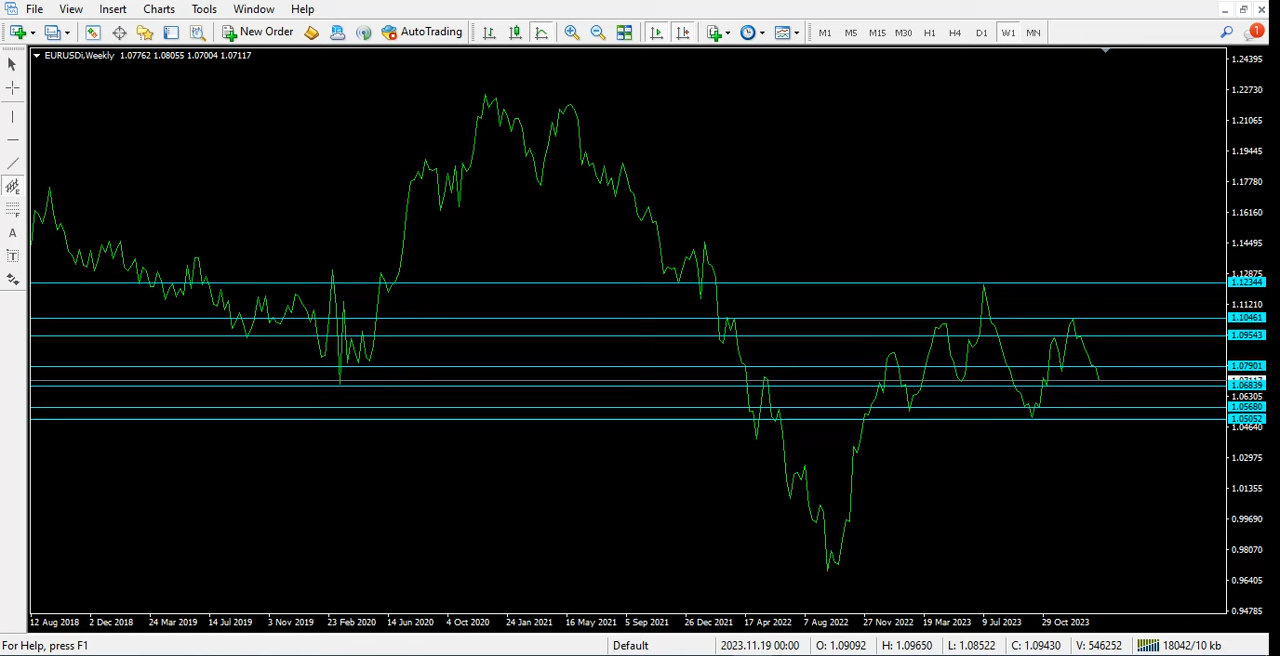 File View Insert Charts Tools Window Help
New Order AutoTrading M1 M5 M15 M30 H1 H4 D1 W1 MN 1
EURUSDi,Weekly 1.07762 1.08055 1.07004 1.07117
1.24395
1.22730
1.21065
1.19445
1.17780
1.16160
1.14495
1.12875
1.12344
1.11210
1.10461
1.09543
1.07901
1.06839
1.06305
1.05680
1.05052
1.04640
1.02975
1.01355
0.99690
0.98070
0.96405
0.94785
E
F
A
T
12 Aug 2018 2 Dec 2018 24 Mar 2019 14 Jul 2019 3 Nov 2019 23 Feb 2020 14 Jun 2020 4 Oct 2020 24 Jan 2021 16 May 2021 5 Sep 2021 26 Dec 2021 17 Apr 2022 7 Aug 2022 27 Nov 2022 19 Mar 2023 9 Jul 2023 29 Oct 2023
For Help, press F1 Default 2023.11.19 00:00 O: 1.09092 H: 1.09650 L: 1.08522 C: 1.09430 V: 546252 18042/10 kb